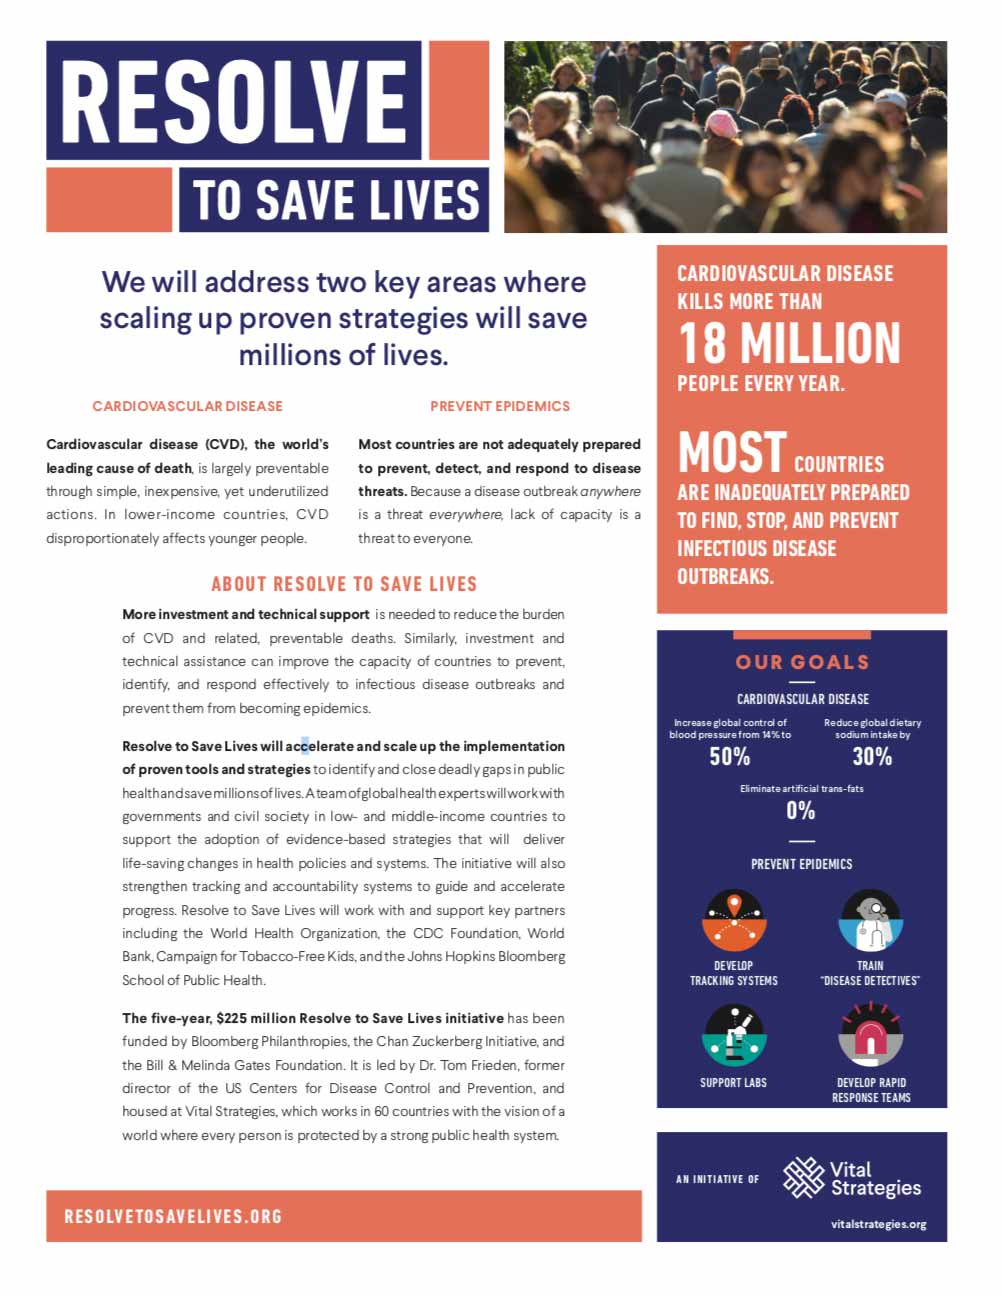 RESOLVE
TO SAVE LIVES
We will address two key areas where
scaling up proven strategies will save
millions of lives.
CARDIOVASCULAR DISEASE
Cardiovascular disease (CVD), the world's
leading cause of death, is largely preventable
through simple, inexpensive, yet underutilized
actions. In lower-income countries, CVD
disproportionately affects younger people.
PREVENT EPIDEMICS
Most countries are not adequately prepared
to prevent, detect, and respond to disease
threats. Because a disease outbreak anywhere
is a threat everywhere, lack of capacity is a
threat to everyone.
ABOUT RESOLVE TO SAVE LIVES
More investment and technical support is needed to reduce the burden
of CVD and related, preventable deaths. Similarly, investment and
technical assistance can improve the capacity of countries to prevent,
identify, and respond effectively to infectious disease outbreaks and
prevent them from becoming epidemics.
Resolve to Save Lives will accelerate and scale up the implementation
of proven tools and strategies to identify and close deadly gaps in public
health and save millions of lives. A team of global health experts will work with
governments and civil society in low- and middle-income countries to
support the adoption of evidence-based strategies that will deliver
life-saving changes in health policies and systems. The initiative will also
strengthen tracking and accountability systems to guide and accelerate
progress. Resolve to Save Lives will work with and support key partners
including the World Health Organization, the CDC Foundation, World
Bank, Campaign for Tobacco-Free Kids, and the Johns Hopkins Bloomberg
School of Public Health.
The five-year, $225 million Resolve to Save Lives initiative has been
funded by Bloomberg Philanthropies, the Chan Zuckerberg Initiative, and
the Bill & Melinda Gates Foundation. It is led by Dr. Tom Frieden, former
director of the US Centers for Disease Control and Prevention, and
housed at Vital Strategies, which works in 60 countries with the vision of a
world where every person is protected by a strong public health system.
RESOLVETOSAVELIVES.ORG
CARDIOVASCULAR DISEASE
KILLS MORE THAN
18 MILLION
PEOPLE EVERY YEAR.
MOST COUNTRIES
ARE INADEQUATELY PREPARED
TO FIND, STOP, AND PREVENT
INFECTIOUS DISEASE
OUTBREAKS.
OUR GOALS
CARDIOVASCULAR DISEASE
Increase global control of
blood pressure from 14% to
50%
Reduce global dietary
sodium intake by
30%
Eliminate artificial trans-fats
0%
PREVENT EPIDEMICS
DEVELOP
TRACKING SYSTEMS
TRAIN
"DISEASE DETECTIVES"
SUPPORT LABS
DEVELOP RAPID
RESPONSE TEAMS
AN INITIATIVE OF
Vital
Strategies
vitalstrategies.org